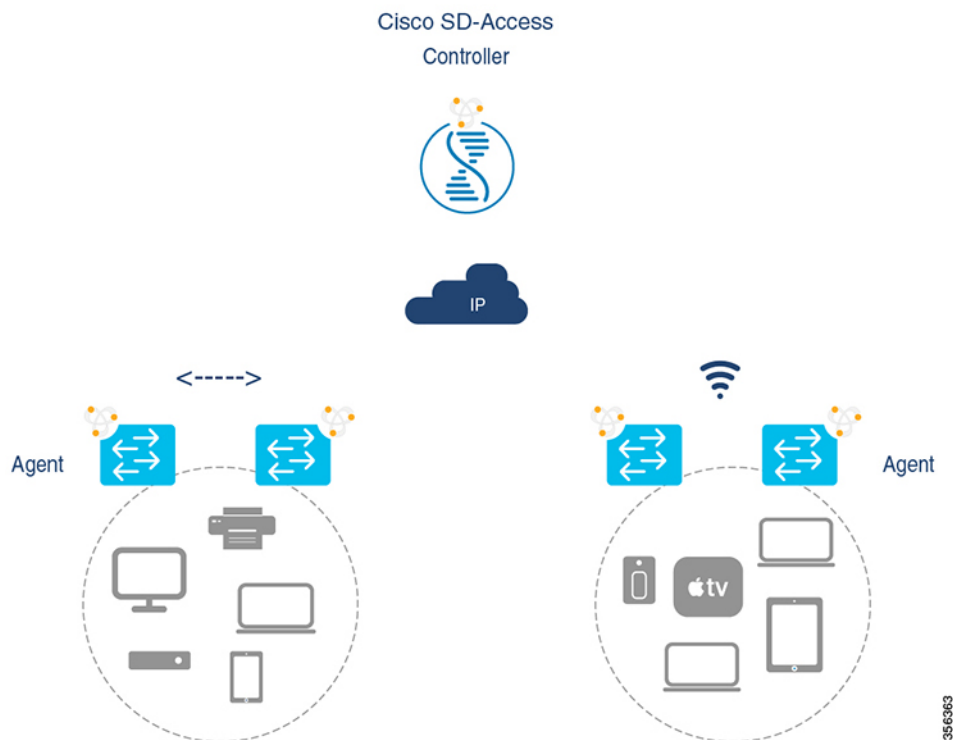 Cisco SD-Access
Controller
IP
<----->
Agent
Agent
tv
356363